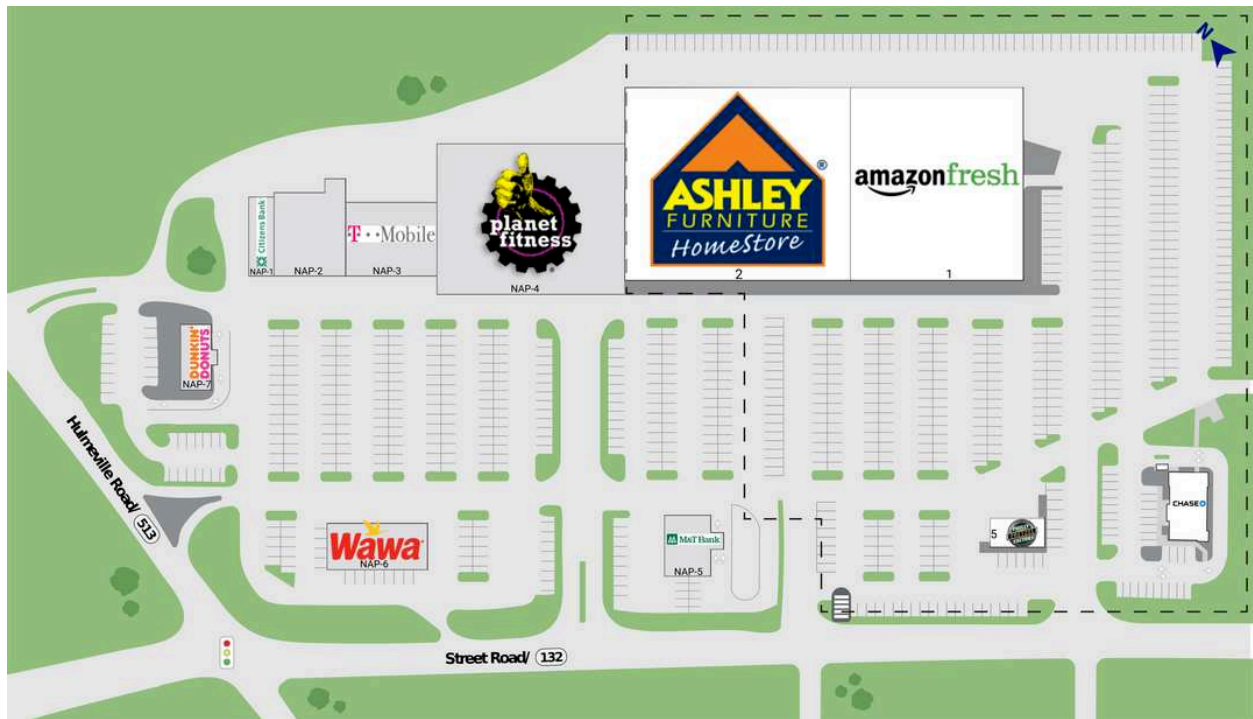 N
ASHLEY
FURNITURE
HomeStore
®
2
amazonfresh
1
planet
fitness
®
NAP-4
Citizens Bank
NAP-1
NAP-2
T··Mobile
NAP-3
DUNKIN'
DONUTS
NAP-7
Hulmeville Road/ 513
Wawa
NAP-6
M&T Bank
NAP-5
5
CHASE
Street Road/ 132